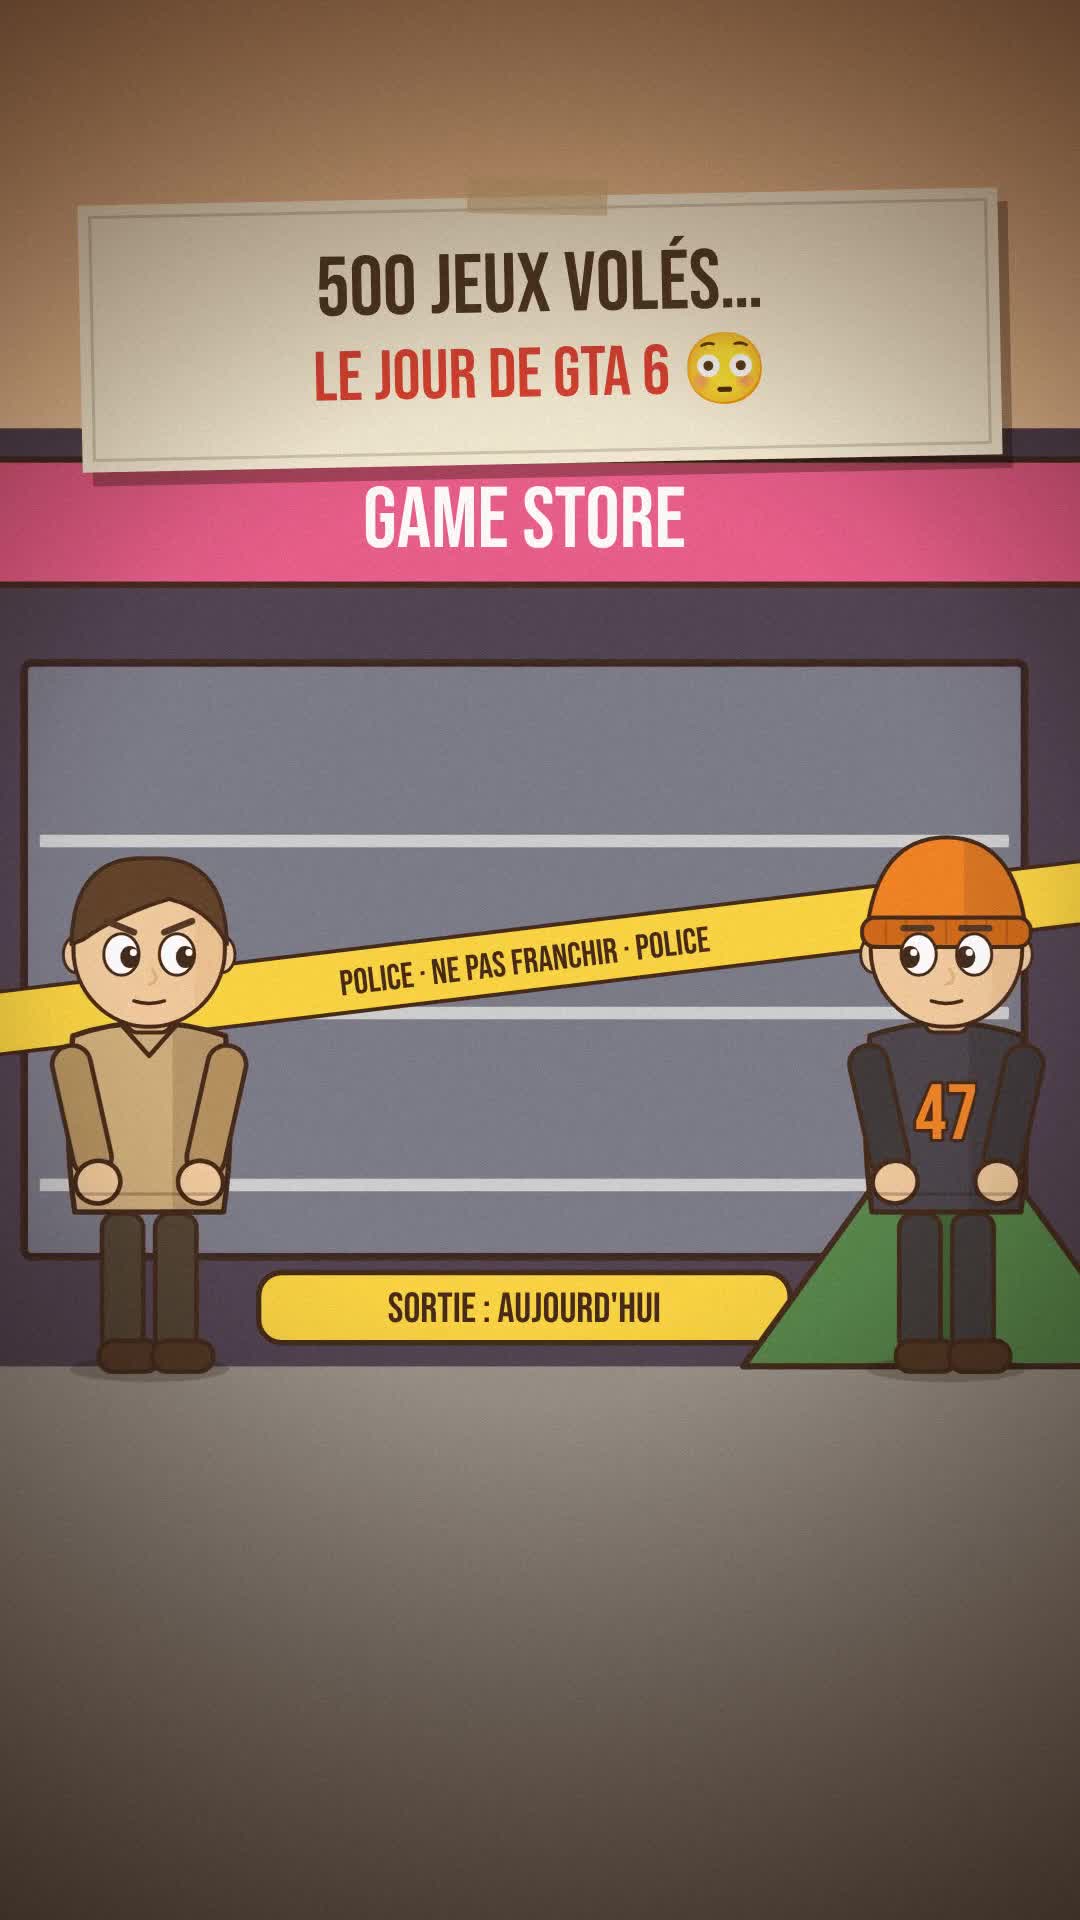 500 JEUX VOLÉS...
LE JOUR DE GTA 6 😳
GAME STORE
POLICE · NE PAS FRANCHIR · POLICE
47
SORTIE : AUJOURD'HUI